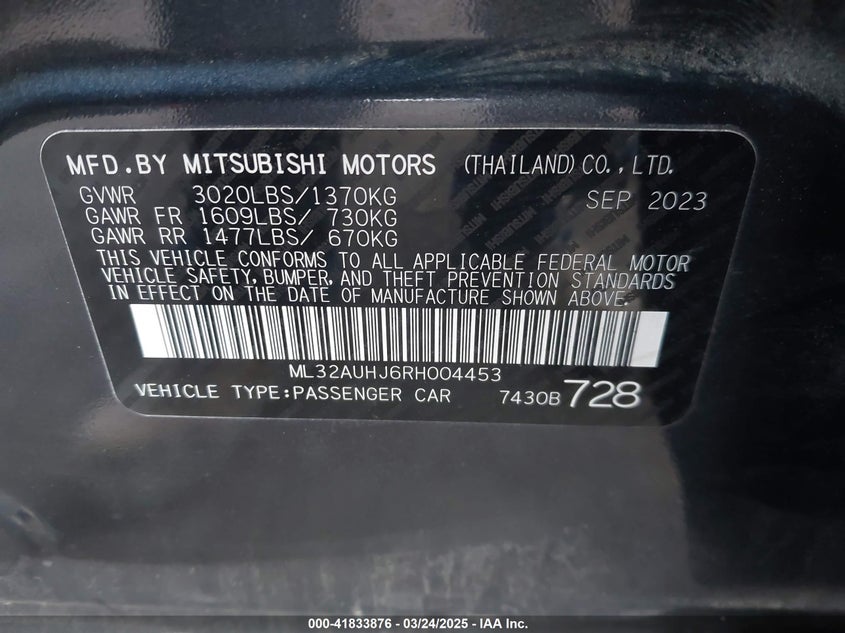 MFD.BY MITSUBISHI MOTORS (THAILAND)CO.,LTD.
GVWR 3020LBS/1370KG SEP 2023
GAWR FR 1609LBS/ 730KG
GAWR RR 1477LBS/ 670KG
THIS VEHICLE CONFORMS TO ALL APPLICABLE FEDERAL MOTOR
VEHICLE SAFETY, BUMPER, AND THEFT PREVENTION STANDARDS
IN EFFECT ON THE DATE OF MANUFACTURE SHOWN ABOVE.
ML32AUHJ6RH004453
VEHICLE TYPE:PASSENGER CAR 7430B 728
000-41833876 - 03/24/2025 - IAA Inc.